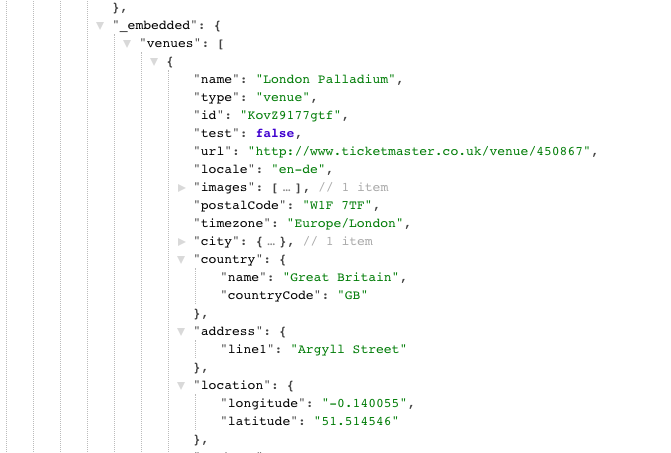 },
"_embedded": {
"venues": [
{
"name": "London Palladium",
"type": "venue",
"id": "KovZ9177gtf",
"test": false,
"url": "http://www.ticketmaster.co.uk/venue/450867",
"locale": "en-de",
"images": [ … ], // 1 item
"postalCode": "W1F 7TF",
"timezone": "Europe/London",
"city": { … }, // 1 item
"country": {
"name": "Great Britain",
"countryCode": "GB"
},
"address": {
"line1": "Argyll Street"
},
"location": {
"longitude": "-0.140055",
"latitude": "51.514546"
},